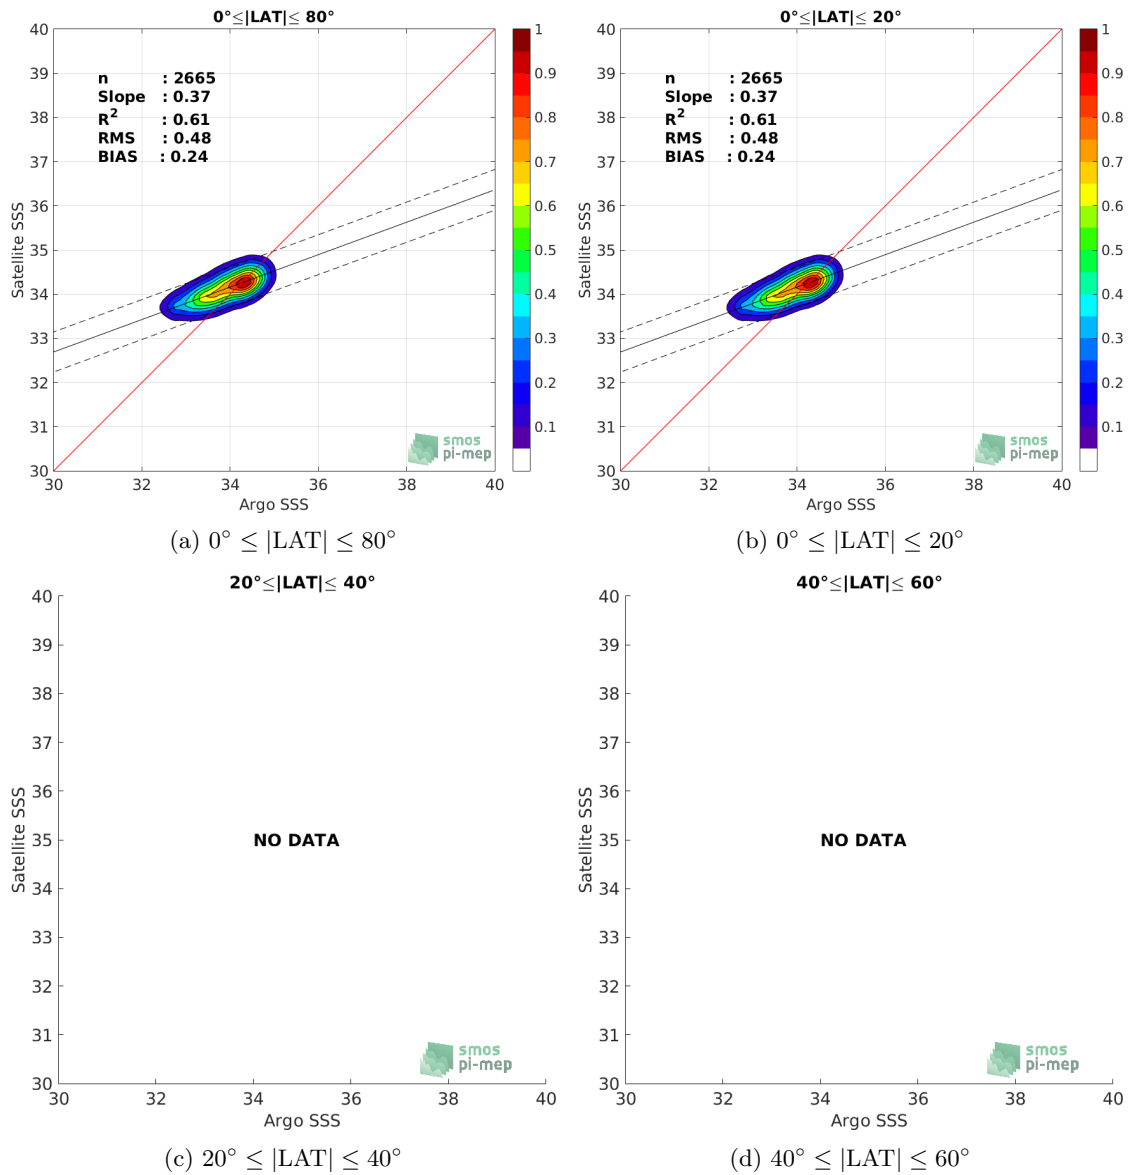 0°≤|LAT|≤ 80°
40
39
38
37
36
35
34
33
32
31
30
Satellite SSS
n : 2665
Slope : 0.37
R² : 0.61
RMS : 0.48
BIAS : 0.24
1
0.9
0.8
0.7
0.6
0.5
0.4
0.3
0.2
0.1
smos
pi-mep
30 32 34 36 38 40
Argo SSS
(a) 0° ≤ |LAT| ≤ 80°
0°≤|LAT|≤ 20°
40
39
38
37
36
35
34
33
32
31
30
Satellite SSS
n : 2665
Slope : 0.37
R² : 0.61
RMS : 0.48
BIAS : 0.24
1
0.9
0.8
0.7
0.6
0.5
0.4
0.3
0.2
0.1
smos
pi-mep
30 32 34 36 38 40
Argo SSS
(b) 0° ≤ |LAT| ≤ 20°
20°≤|LAT|≤ 40°
40
39
38
37
36
35
34
33
32
31
30
Satellite SSS
NO DATA
smos
pi-mep
30 32 34 36 38 40
Argo SSS
(c) 20° ≤ |LAT| ≤ 40°
40°≤|LAT|≤ 60°
40
39
38
37
36
35
34
33
32
31
30
Satellite SSS
NO DATA
smos
pi-mep
30 32 34 36 38 40
Argo SSS
(d) 40° ≤ |LAT| ≤ 60°